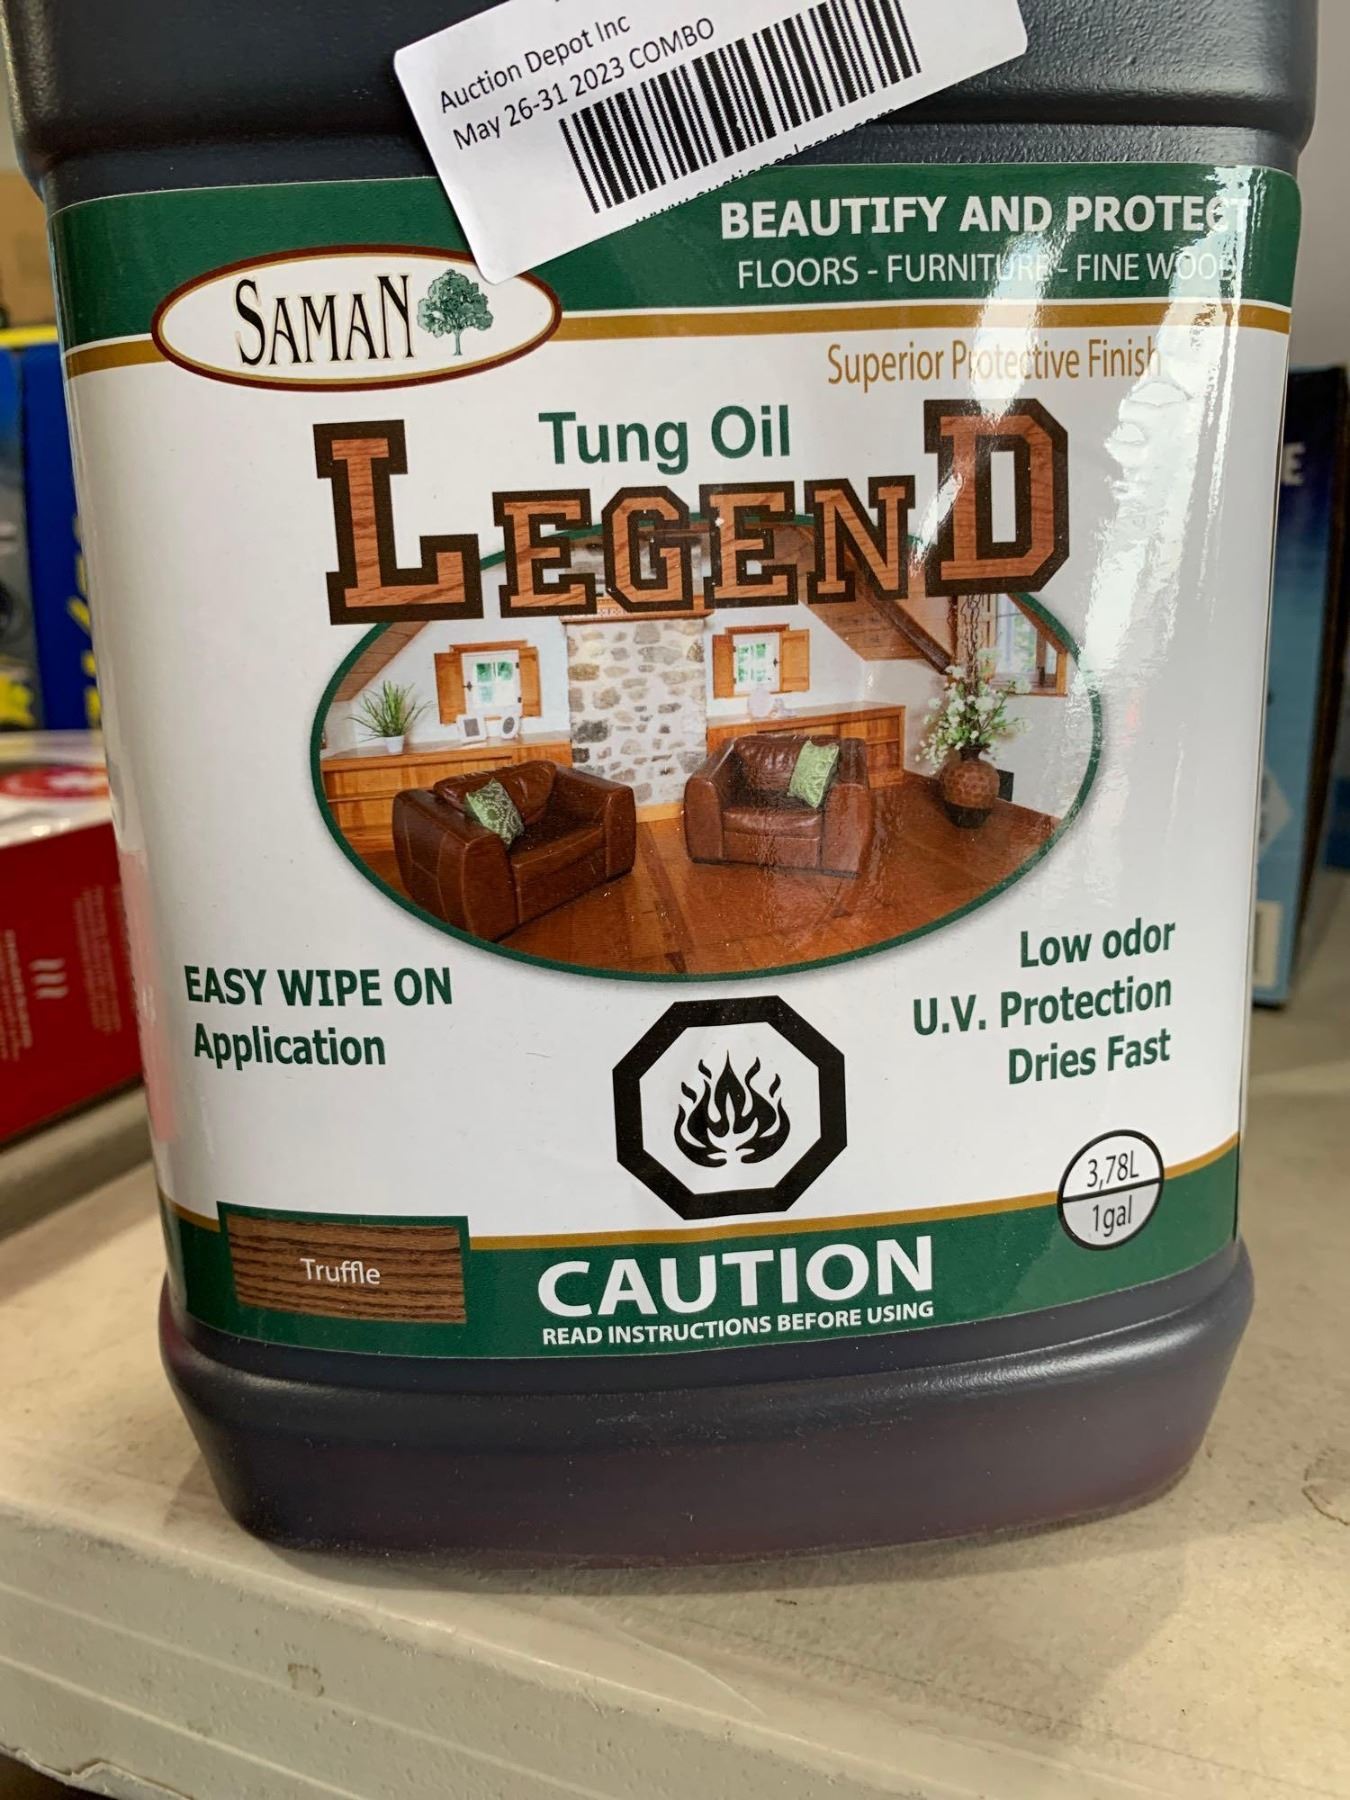 Auction Depot Inc
May 26-31 2023 COMBO
BEAUTIFY AND PROTECT
FLOORS - FURNITURE - FINE WOOD
SAMAN
Superior Protective Finish
Tung Oil
LEGEND
EASY WIPE ON
Application
Low odor
U.V. Protection
Dries Fast
3,78L
1gal
Truffle
CAUTION
READ INSTRUCTIONS BEFORE USING
E